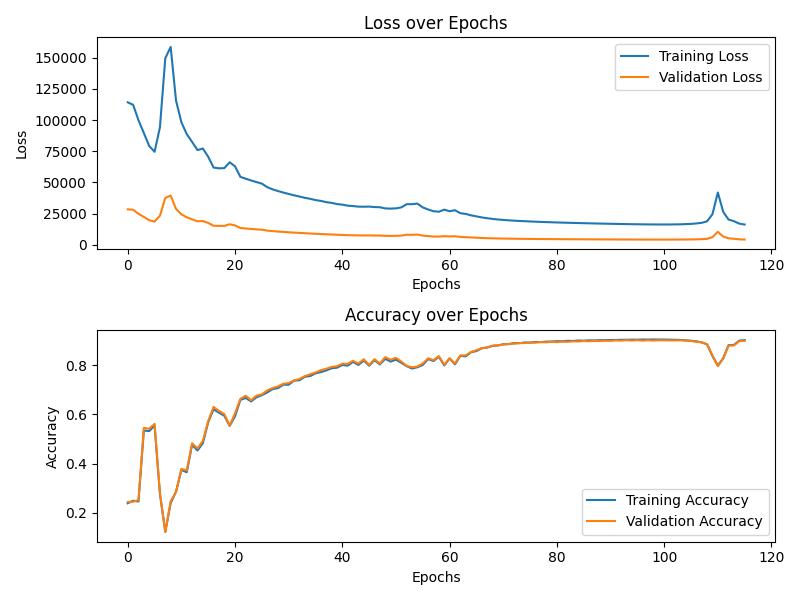 Loss over Epochs
150000
125000
100000
75000
50000
25000
0
Loss
Training Loss
Validation Loss
0 20 40 60 80 100 120
Epochs
Accuracy over Epochs
0.8
0.6
0.4
0.2
Accuracy
Training Accuracy
Validation Accuracy
0 20 40 60 80 100 120
Epochs